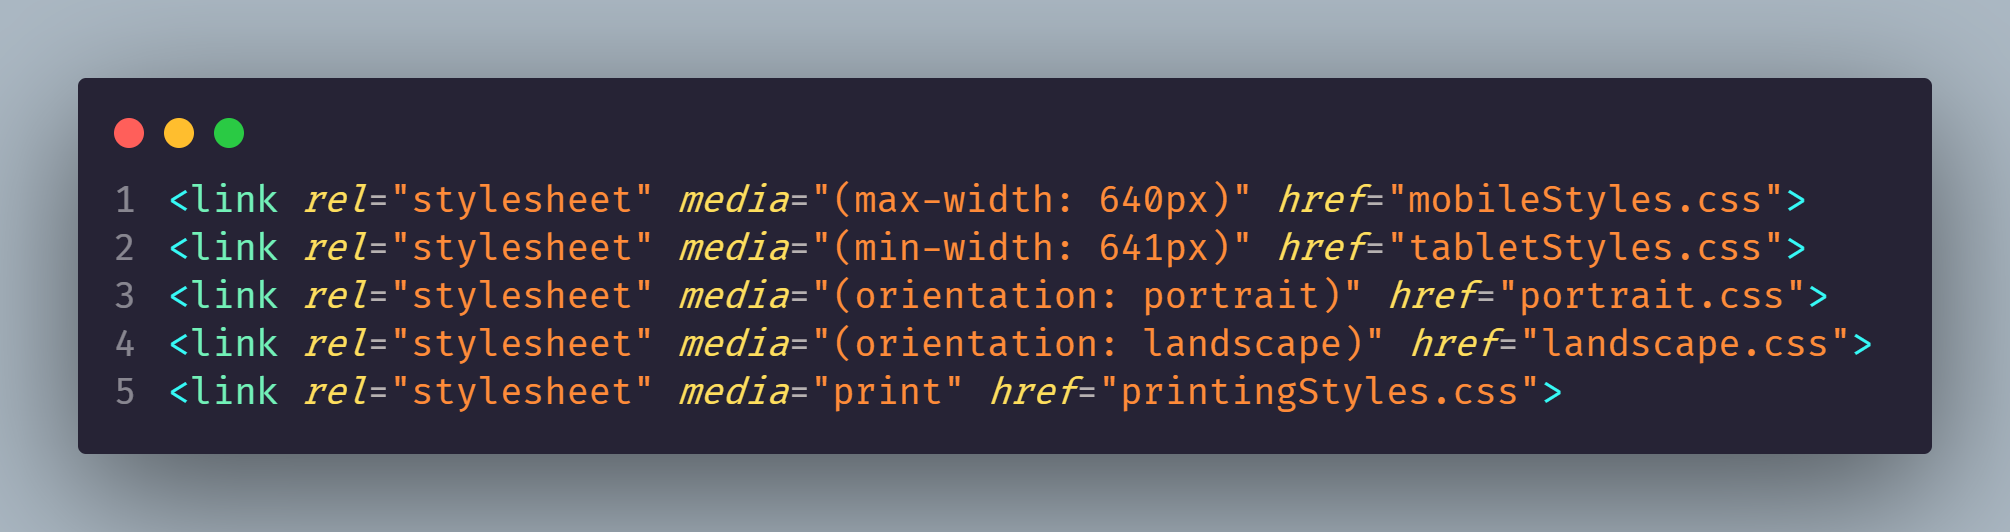 1 <link rel="stylesheet" media="(max-width: 640px)" href="mobileStyles.css">
2 <link rel="stylesheet" media="(min-width: 641px)" href="tabletStyles.css">
3 <link rel="stylesheet" media="(orientation: portrait)" href="portrait.css">
4 <link rel="stylesheet" media="(orientation: landscape)" href="landscape.css">
5 <link rel="stylesheet" media="print" href="printingStyles.css">